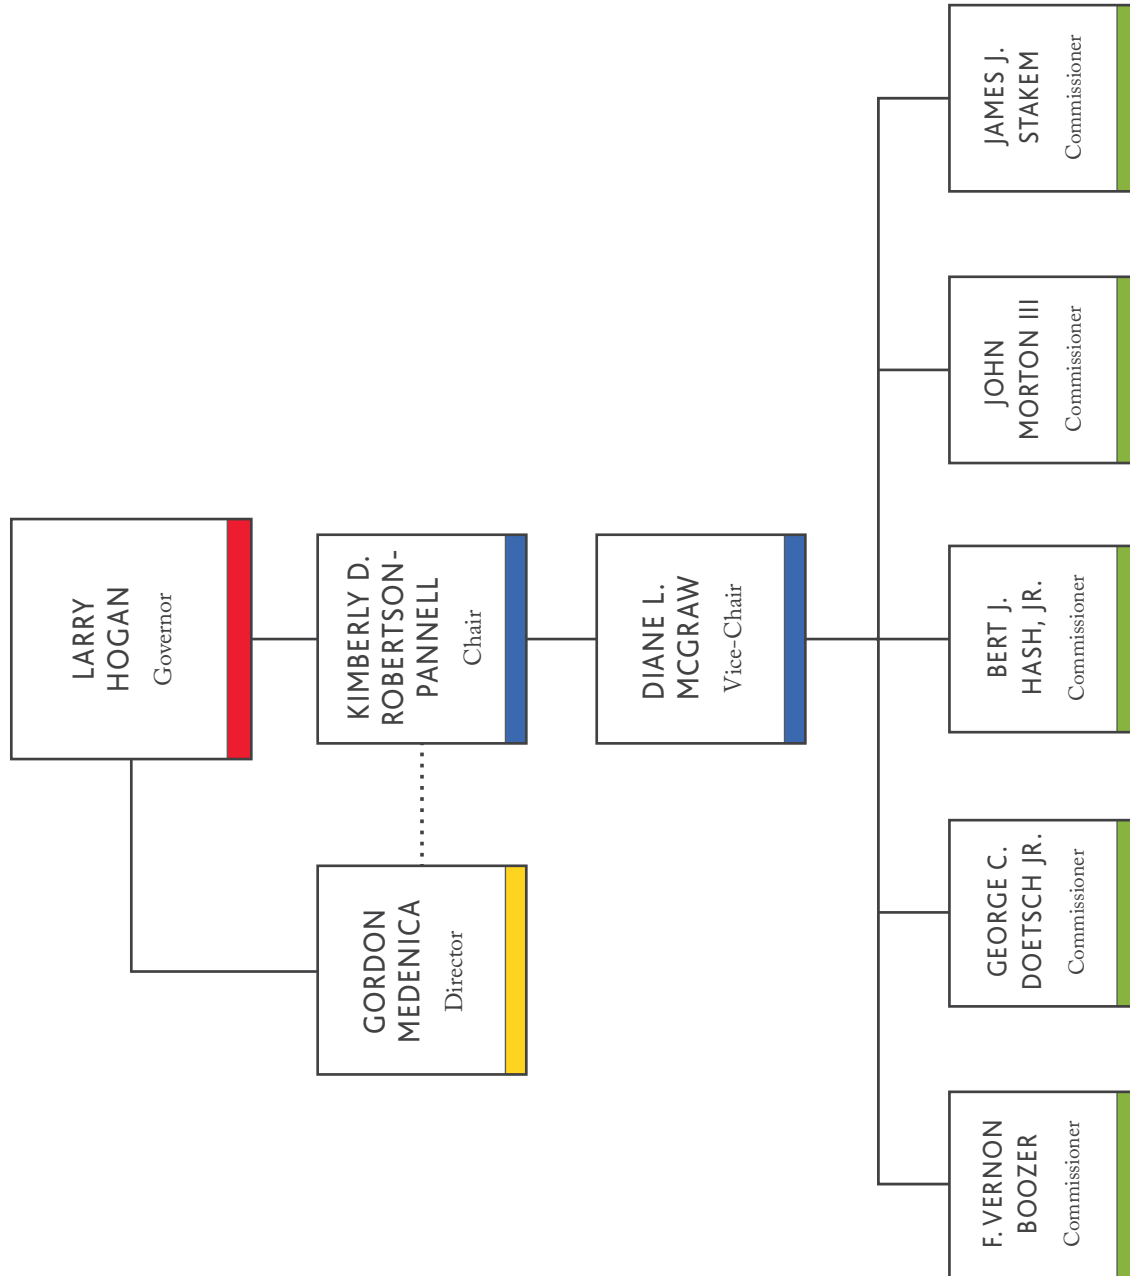 LARRY
HOGAN
Governor
GORDON
MEDENICA
Director
KIMBERLY D.
ROBERTSON-
PANNELL
Chair
DIANE L.
MCGRAW
Vice-Chair
F. VERNON
BOOZER
Commissioner
GEORGE C.
DOETSCH JR.
Commissioner
BERT J.
HASH, JR.
Commissioner
JOHN
MORTON III
Commissioner
JAMES J.
STAKEM
Commissioner